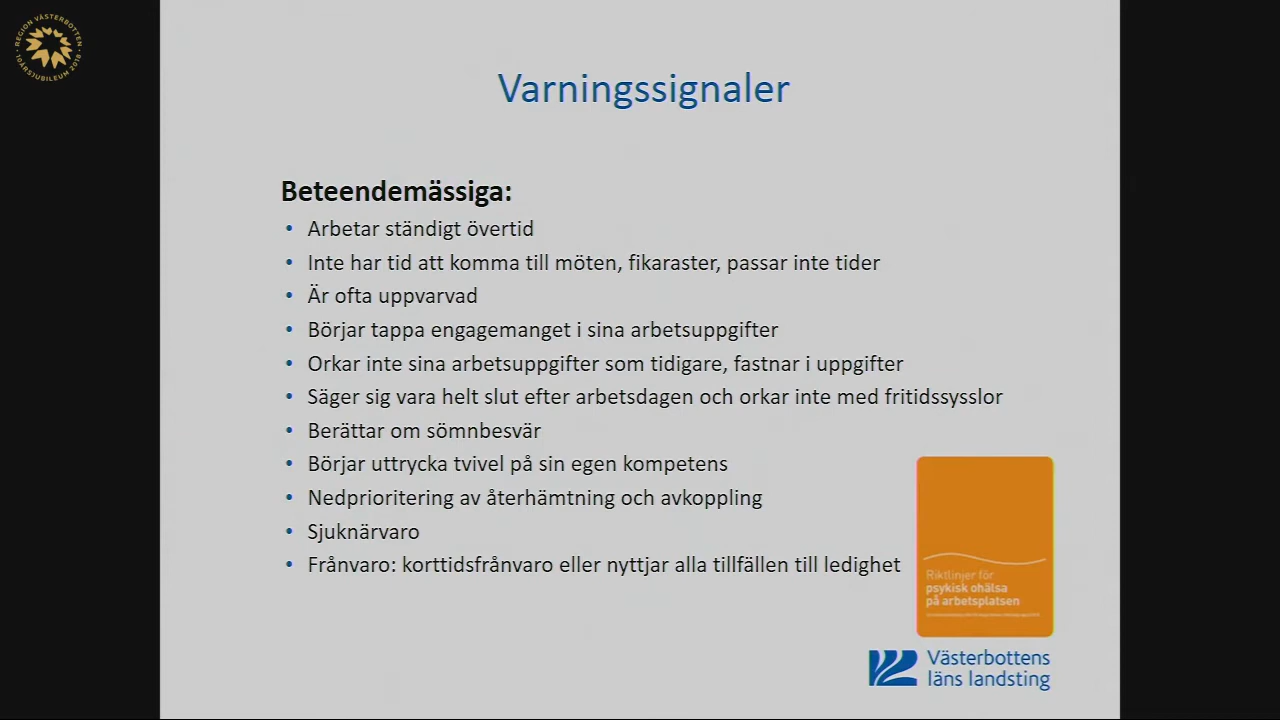 REGION VÄSTERBOTTEN
10ÅRSJUBILEUM 2018
Varningssignaler
Beteendemässiga:
• Arbetar ständigt övertid
• Inte har tid att komma till möten, fikaraster, passar inte tider
• Är ofta uppvarvad
• Börjar tappa engagemanget i sina arbetsuppgifter
• Orkar inte sina arbetsuppgifter som tidigare, fastnar i uppgifter
• Säger sig vara helt slut efter arbetsdagen och orkar inte med fritidssysslor
• Berättar om sömnbesvär
• Börjar uttrycka tvivel på sin egen kompetens
• Nedprioritering av återhämtning och avkoppling
• Sjuknärvaro
• Frånvaro: korttidsfrånvaro eller nyttjar alla tillfällen till ledighet
Riktlinjer för
psykisk ohälsa
på arbetsplatsen
Västerbottens
läns landsting